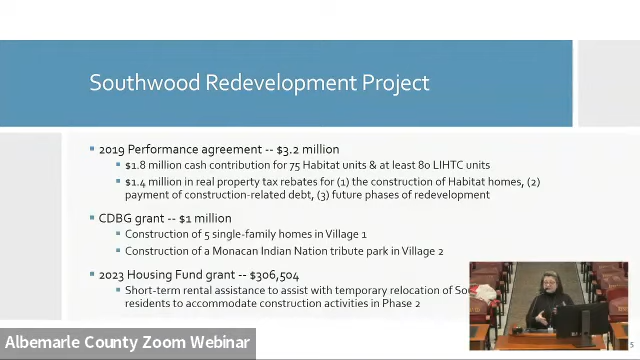 Southwood Redevelopment Project
▪ 2019 Performance agreement -- $3.2 million
▪ $1.8 million cash contribution for 75 Habitat units & at least 80 LIHTC units
▪ $1.4 million in real property tax rebates for (1) the construction of Habitat homes, (2)
payment of construction-related debt, (3) future phases of redevelopment
▪ CDBG grant -- $1 million
▪ Construction of 5 single-family homes in Village 1
▪ Construction of a Monacan Indian Nation tribute park in Village 2
▪ 2023 Housing Fund grant -- $306,504
▪ Short-term rental assistance to assist with temporary relocation of Sou
residents to accommodate construction activities in Phase 2
Albemarle County Zoom Webinar
5